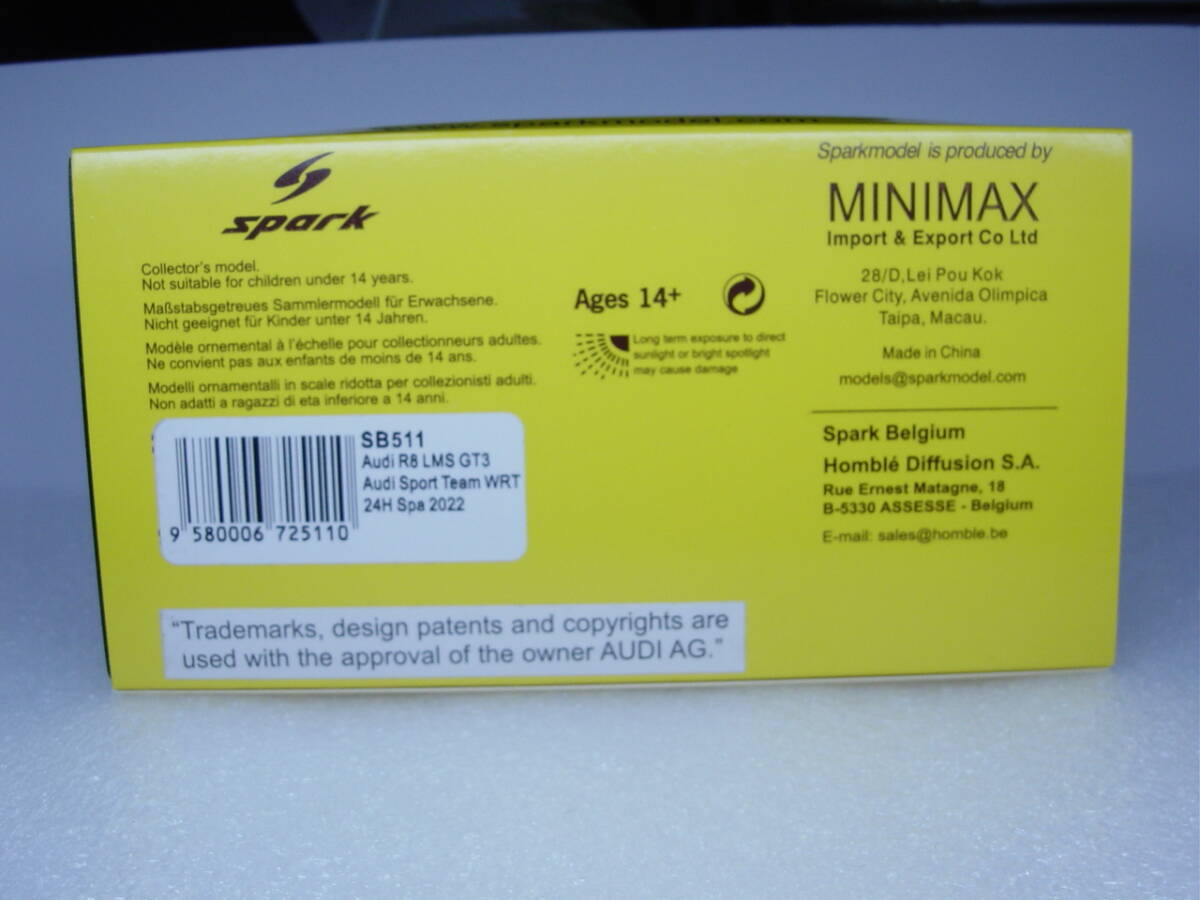 www.sparkmodel.com
spark
Collector's model.
Not suitable for children under 14 years.
Maßstabsgetreues Sammlermodell für Erwachsene.
Nicht geeignet für Kinder unter 14 Jahren.
Modèle ornemental à l'échelle pour collectionneurs adultes.
Ne convient pas aux enfants de moins de 14 ans.
Modelli ornamentalli in scale ridotta per collezionisti adulti.
Non adatti a ragazzi di eta inferiore a 14 anni.
SB511
Audi R8 LMS GT3
Audi Sport Team WRT
24H Spa 2022
9 580006 725110
"Trademarks, design patents and copyrights are
used with the approval of the owner AUDI AG."
Ages 14+
Long term exposure to direct
sunlight or bright spotlight
may cause damage
Sparkmodel is produced by
MINIMAX
Import & Export Co Ltd
28/D,Lei Pou Kok
Flower City, Avenida Olimpica
Taipa, Macau.
Made in China
models@sparkmodel.com
Spark Belgium
Homblé Diffusion S.A.
Rue Ernest Matagne, 18
B-5330 ASSESSE - Belgium
E-mail: sales@homble.be